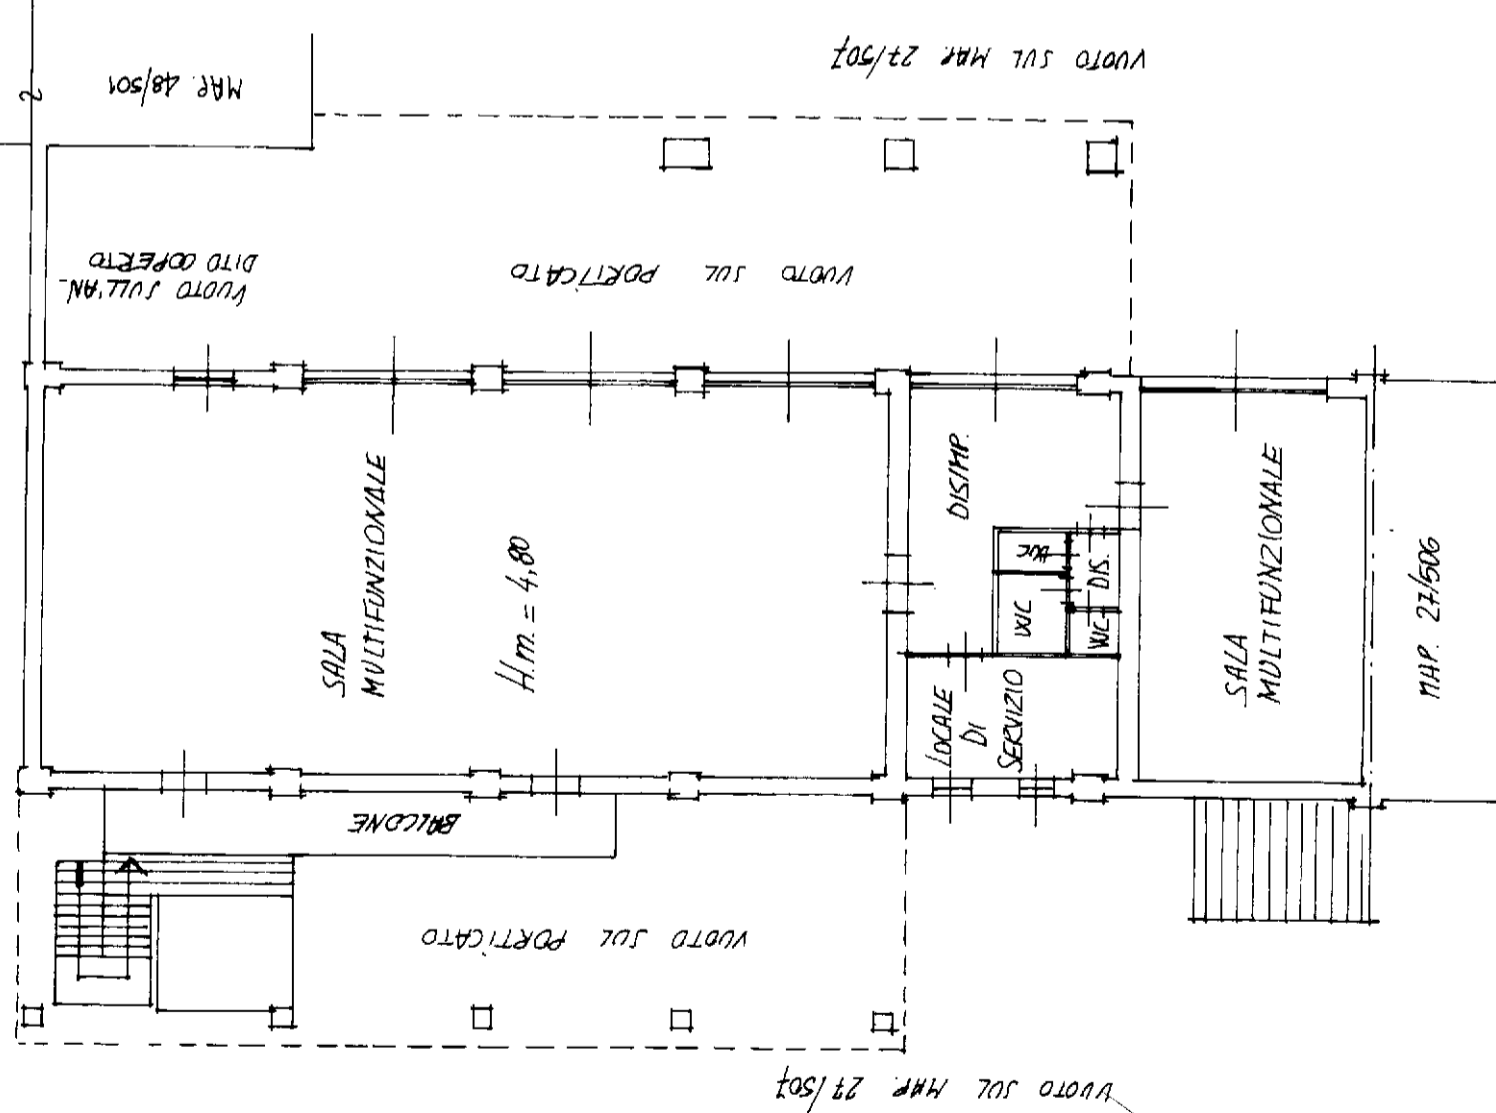 VUOTO SUL MAP. 27/507
MAP. 48/501
VUOTO SULL'AN-
DITO COPERTO
VUOTO SUL PORTICATO
SALA
MULTIFUNZIONALE
H.m. = 4,80
DISIMP.
WC
WC
DIS.
WC
LOCALE
DI
SERVIZIO
SALA
MULTIFUNZIONALE
MAP. 27/506
BALCONE
VUOTO SUL PORTICATO
VUOTO SUL MAP. 27/507